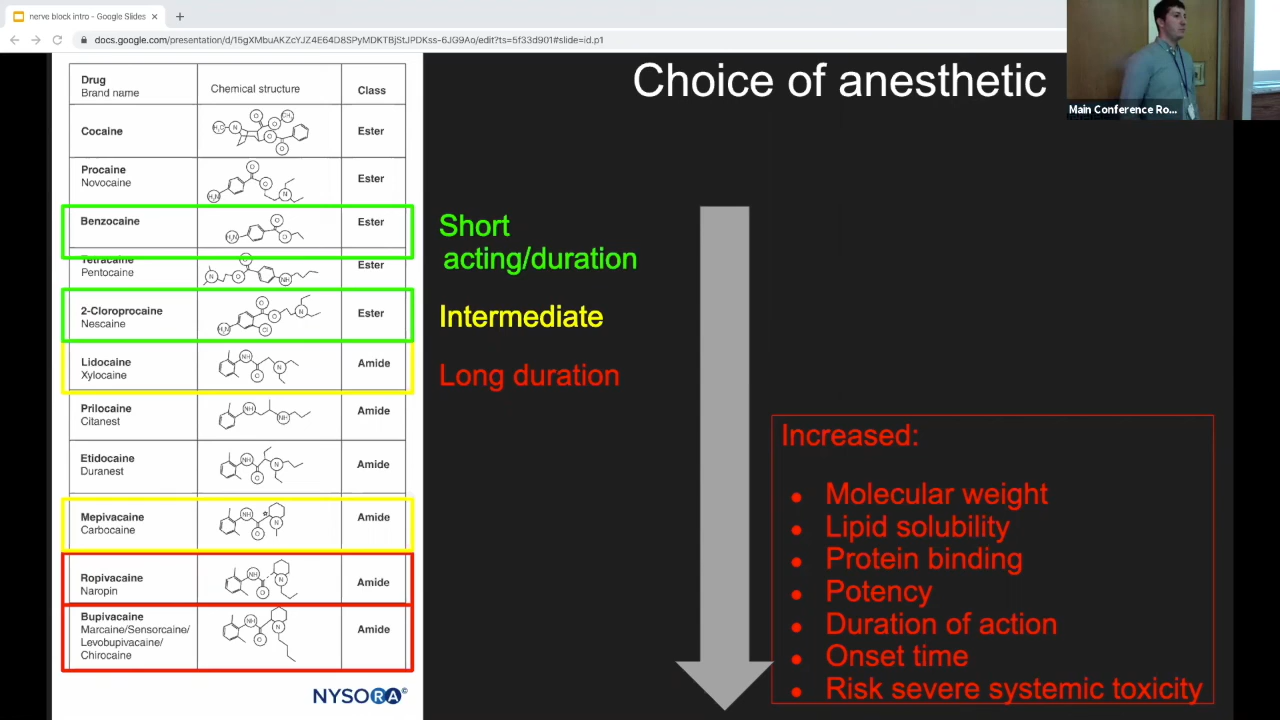 nerve block intro - Google Slides
docs.google.com/presentation/d/15gXMbuAKZcYJZ4E64D8SPyMDKTBjStJPDKss-6JG9Ao/edit?ts=5f33d901#slide=id.p1
Main Conference Ro...
Choice of anesthetic
Drug
Brand name
Chemical structure
Class
Cocaine
Ester
Procaine
Novocaine
Ester
Benzocaine
Ester
Tetracaine
Pentocaine
Ester
2-Cloroprocaine
Nescaine
Ester
Lidocaine
Xylocaine
Amide
Prilocaine
Citanest
Amide
Etidocaine
Duranest
Amide
Mepivacaine
Carbocaine
Amide
Ropivacaine
Naropin
Amide
Bupivacaine
Marcaine/Sensorcaine/
Levobupivacaine/
Chirocaine
Amide
NYSORA
Short
acting/duration
Intermediate
Long duration
Increased:
• Molecular weight
• Lipid solubility
• Protein binding
• Potency
• Duration of action
• Onset time
• Risk severe systemic toxicity